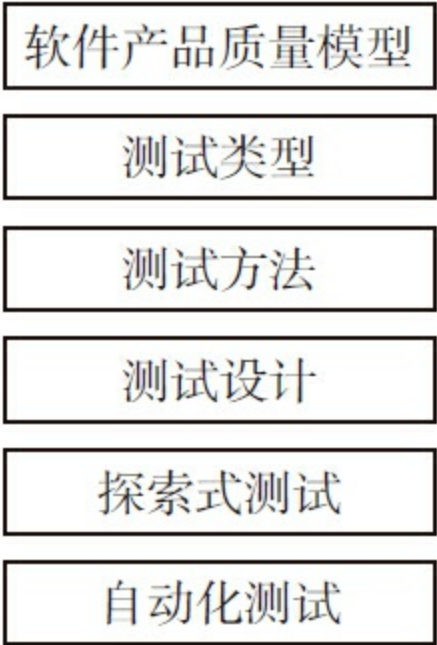 软件产品质量模型
测试类型
测试方法
测试设计
探索式测试
自动化测试